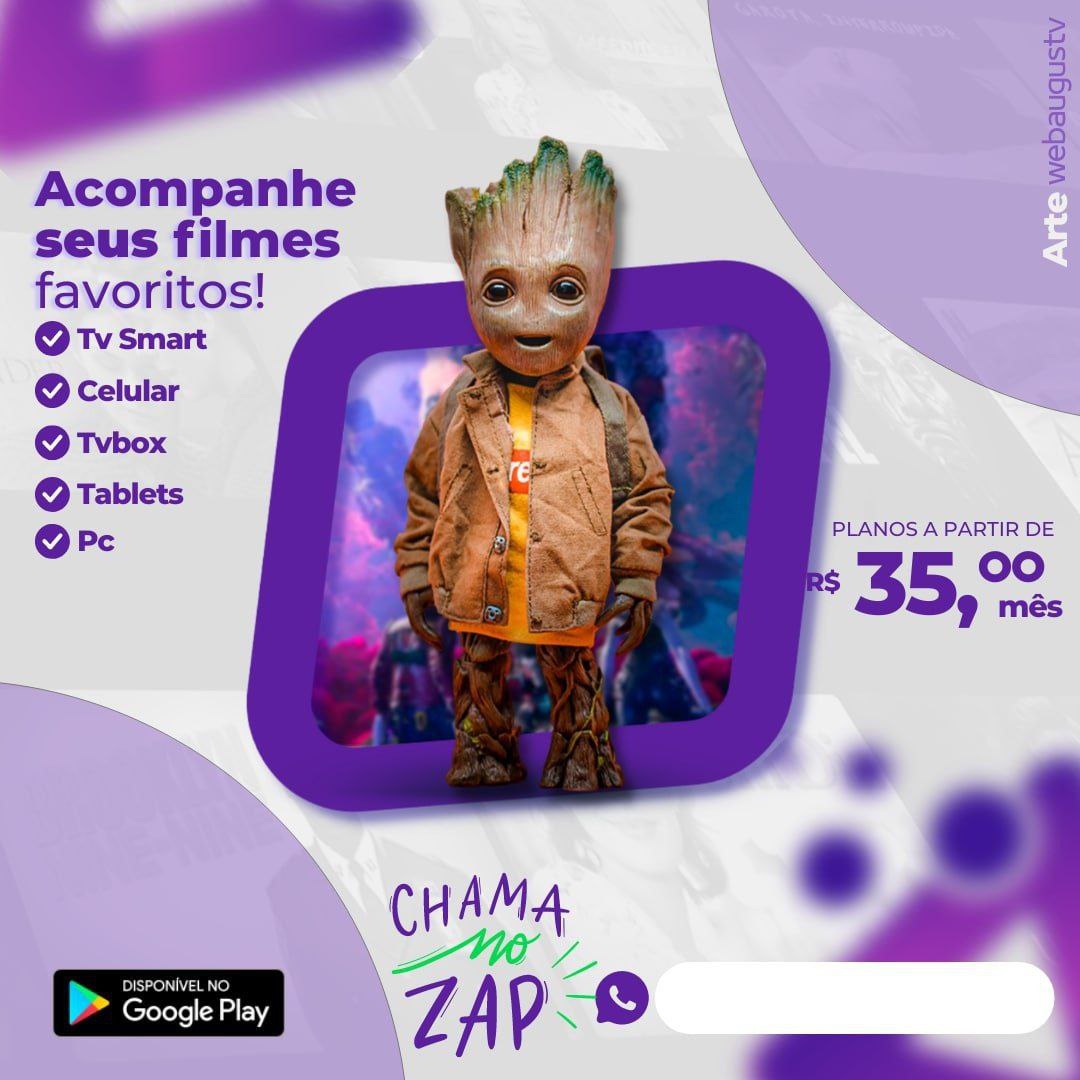 Arte webaugustv
Acompanhe
seus filmes
favoritos!
Tv Smart
Celular
Tvbox
Tablets
Pc
PLANOS A PARTIR DE
R$ 35,00
mês
CHAMA
no
ZAP
DISPONÍVEL NO
Google Play